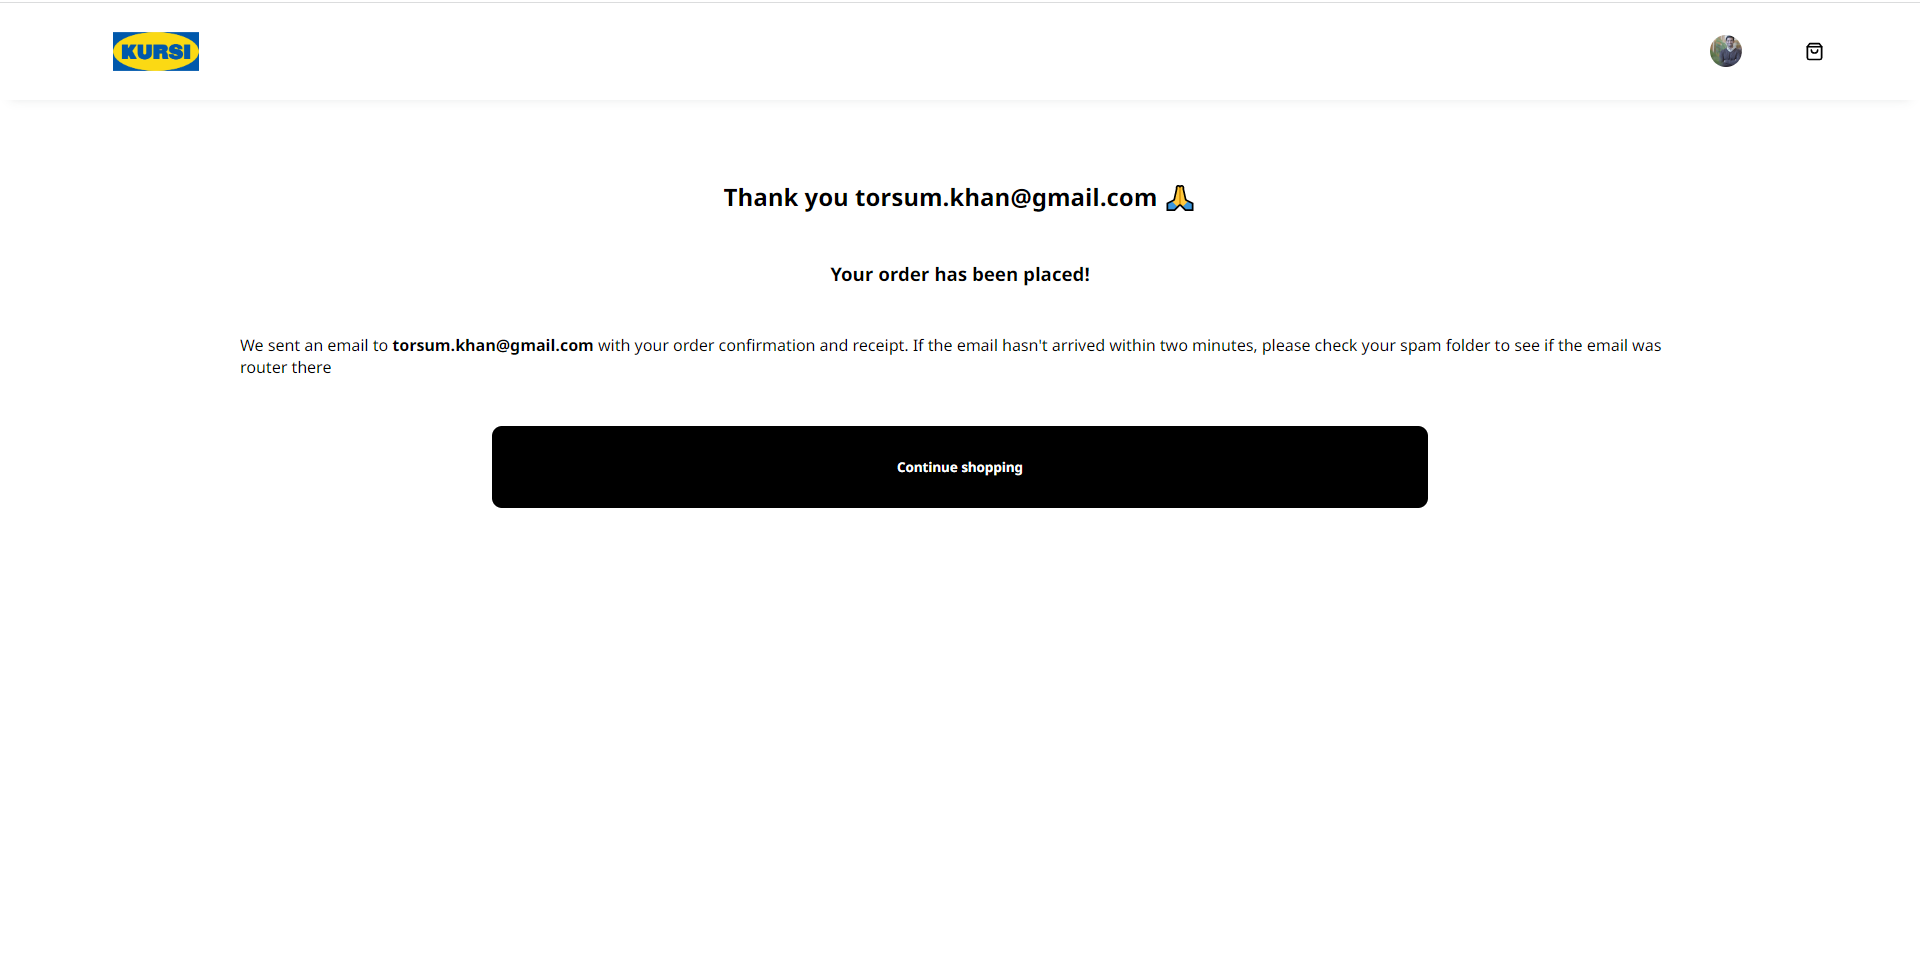 KURSI
Thank you torsum.khan@gmail.com 🙏
Your order has been placed!
We sent an email to torsum.khan@gmail.com with your order confirmation and receipt. If the email hasn't arrived within two minutes, please check your spam folder to see if the email was
router there
Continue shopping